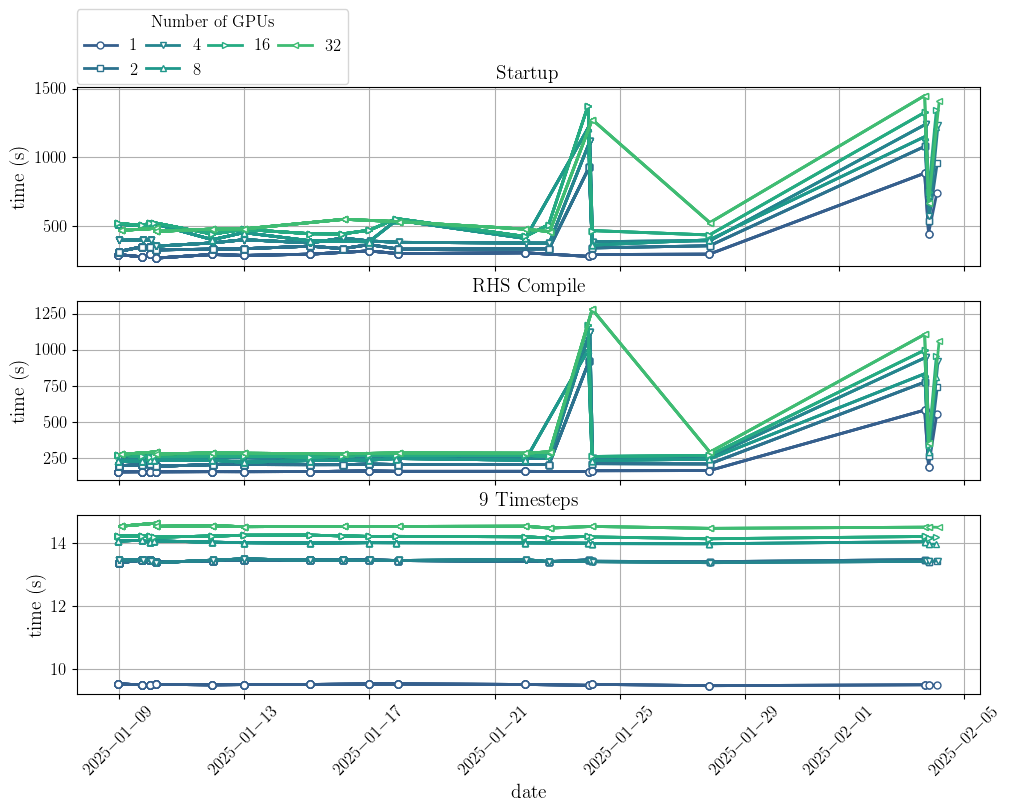 Number of GPUs
1 4 16 32
2 8
Startup
1500
1000
500
time (s)
RHS Compile
1250
1000
750
500
250
time (s)
9 Timesteps
14
12
10
time (s)
2025−01−09 2025−01−13 2025−01−17 2025−01−21 2025−01−25 2025−01−29 2025−02−01 2025−02−05
date